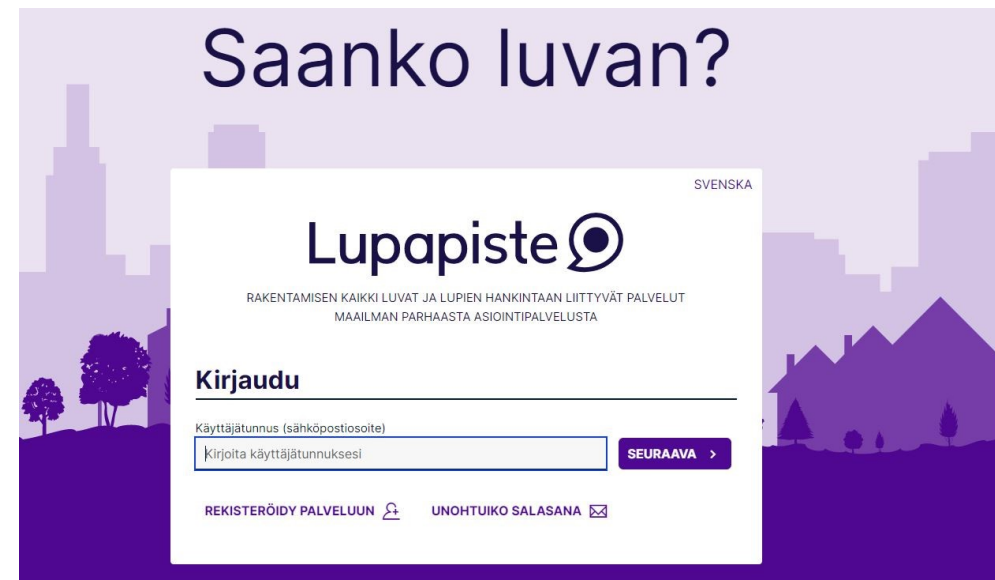 Saanko luvan?
SVENSKA
Lupapiste
RAKENTAMISEN KAIKKI LUVAT JA LUPIEN HANKINTAAN LIITTYVÄT PALVELUT
MAAILMAN PARHAASTA ASIOINTIPALVELUSTA
Kirjaudu
Käyttäjätunnus (sähköpostiosoite)
Kirjoita käyttäjätunnuksesi
SEURAAVA >
REKISTERÖIDY PALVELUUN UNOHTUIKO SALASANA